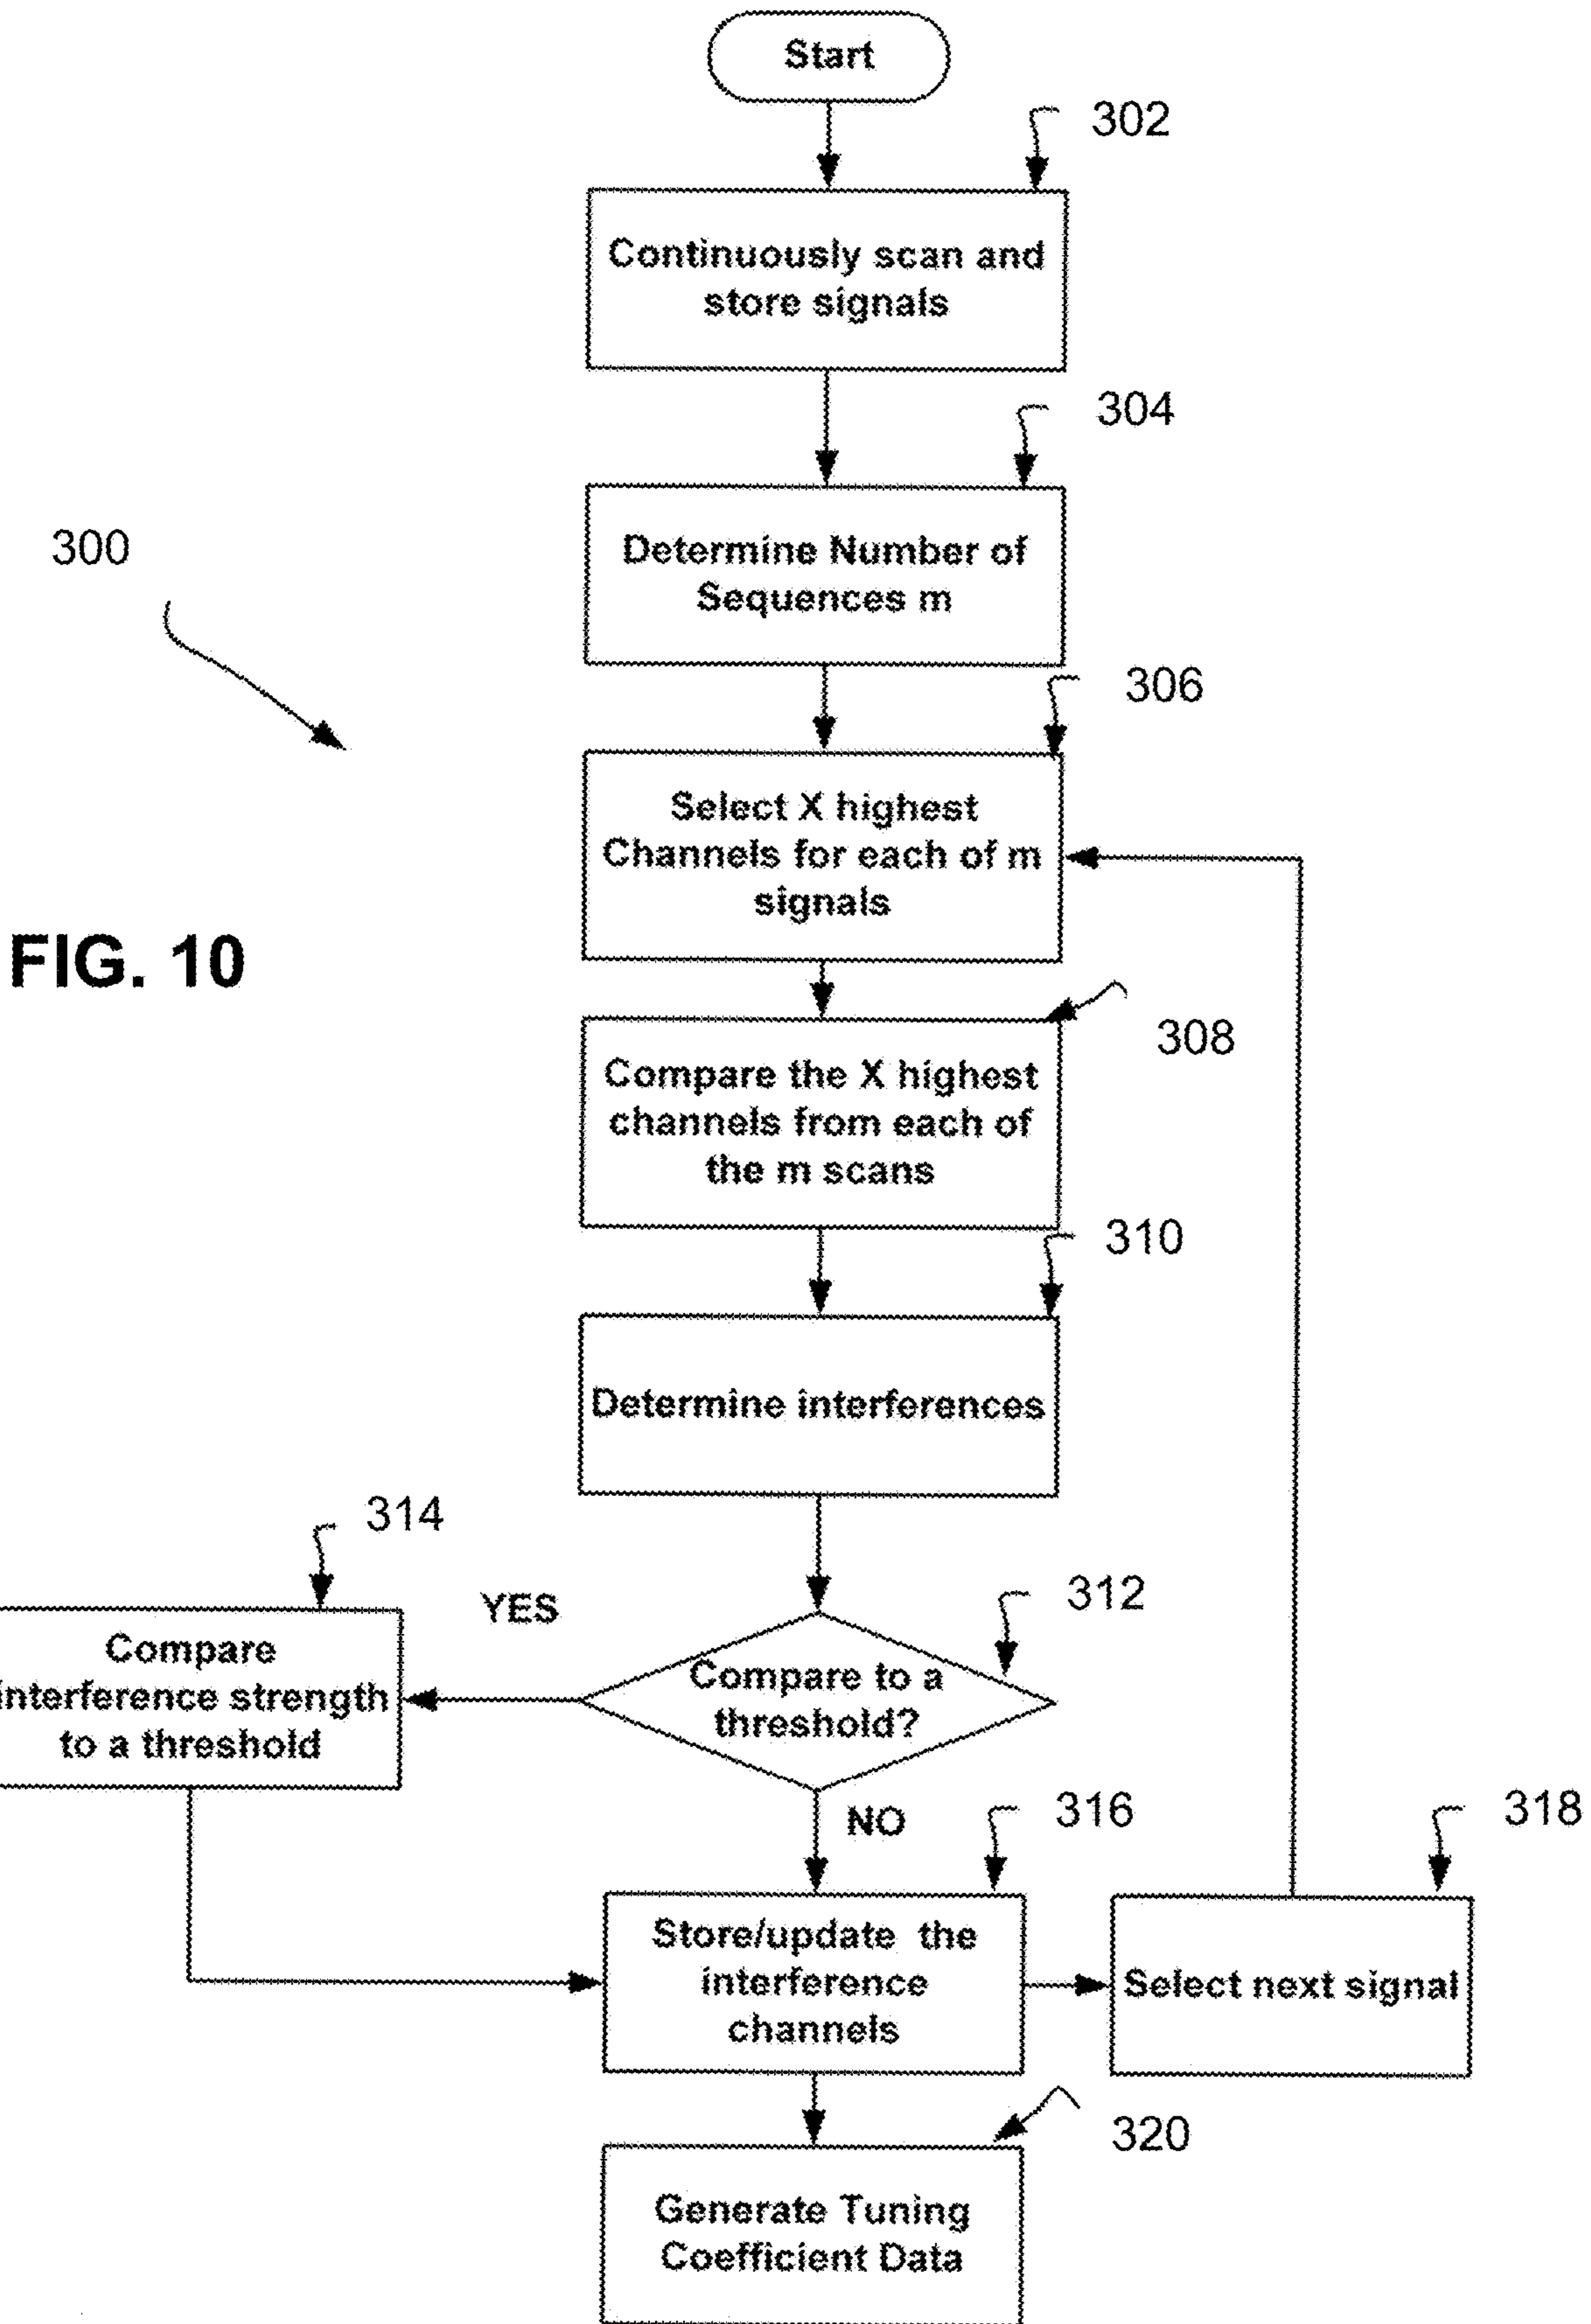 Start
302
Continuously scan and
store signals
304
Determine Number of
Sequences m
300
306
Select X highest
Channels for each of m
signals
FIG. 10
308
Compare the X highest
channels from each of
the m scans
310
Determine interferences
314
YES
312
Compare
interference strength
to a threshold
Compare to a
threshold?
NO
316
318
Store/update the
interference
channels
Select next signal
320
Generate Tuning
Coefficient Data